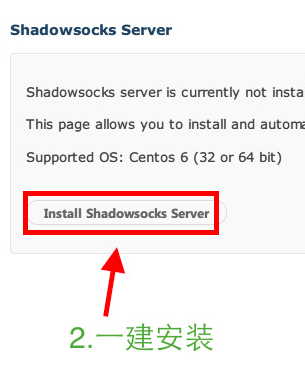 Shadowsocks Server
Shadowsocks server is currently not insta
This page allows you to install and automa
Supported OS: Centos 6 (32 or 64 bit)
Install Shadowsocks Server
2.一建安装